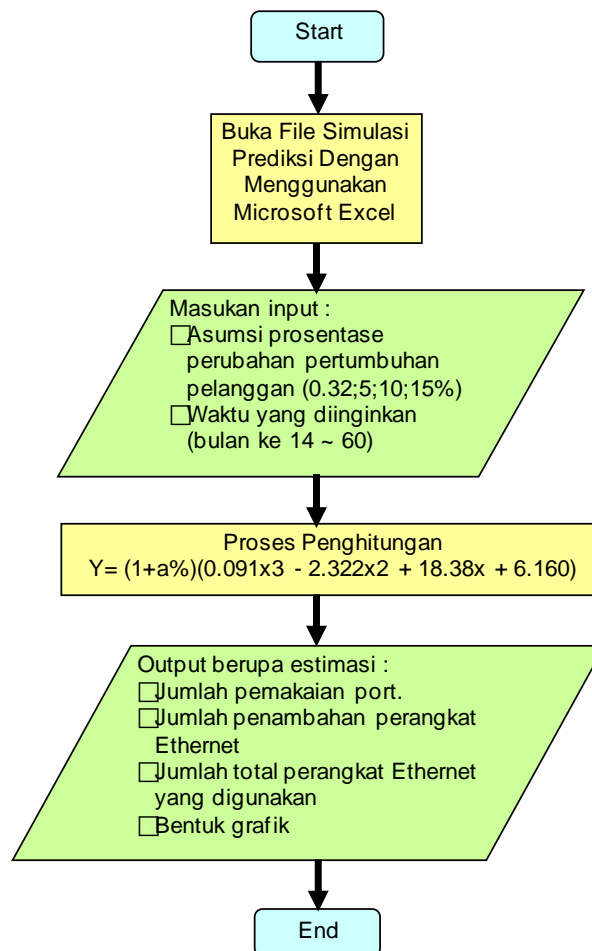 Start
Buka File Simulasi
Prediksi Dengan
Menggunakan
Microsoft Excel
Masukan input :
□Asumsi prosentase
perubahan pertumbuhan
pelanggan (0.32;5;10;15%)
□Waktu yang diinginkan
(bulan ke 14 ~ 60)
Proses Penghitungan
Y= (1+a%)(0.091x3 - 2.322x2 + 18.38x + 6.160)
Output berupa estimasi :
□Jumlah pemakaian port.
□Jumlah penambahan perangkat
Ethernet
□Jumlah total perangkat Ethernet
yang digunakan
□Bentuk grafik
End